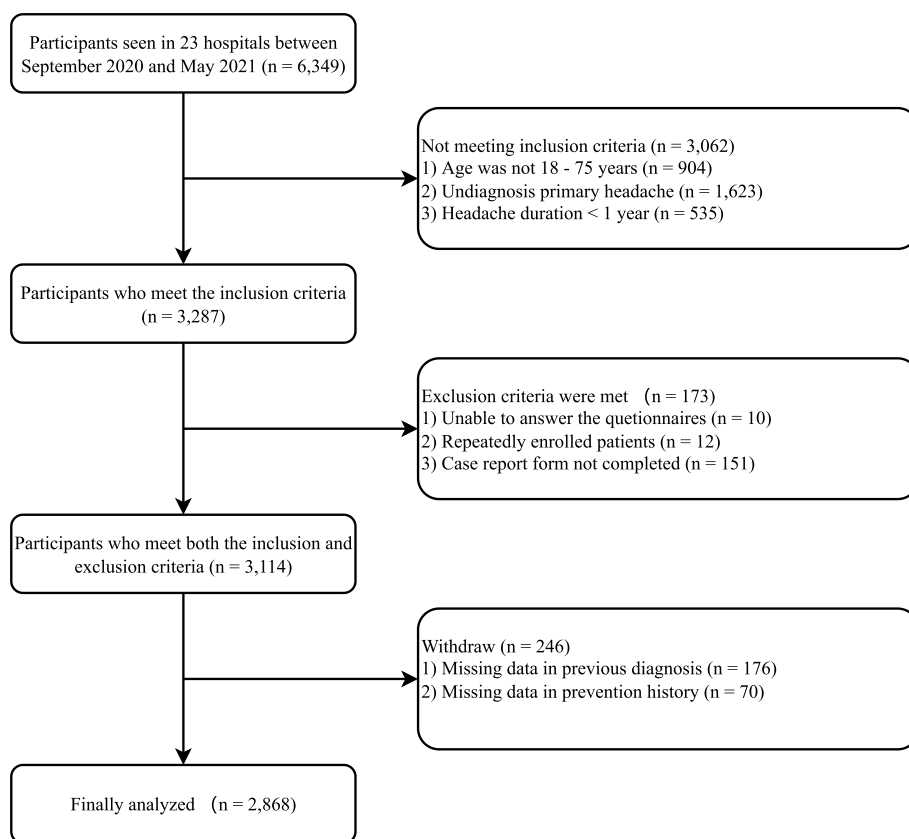 Participants seen in 23 hospitals between
September 2020 and May 2021 (n = 6,349)
Not meeting inclusion criteria (n = 3,062)
1) Age was not 18 - 75 years (n = 904)
2) Undiagnosis primary headache (n = 1,623)
3) Headache duration < 1 year (n = 535)
Participants who meet the inclusion criteria
(n = 3,287)
Exclusion criteria were met (n = 173)
1) Unable to answer the quetionnaires (n = 10)
2) Repeatedly enrolled patients (n = 12)
3) Case report form not completed (n = 151)
Participants who meet both the inclusion and
exclusion criteria (n = 3,114)
Withdraw (n = 246)
1) Missing data in previous diagnosis (n = 176)
2) Missing data in prevention history (n = 70)
Finally analyzed (n = 2,868)